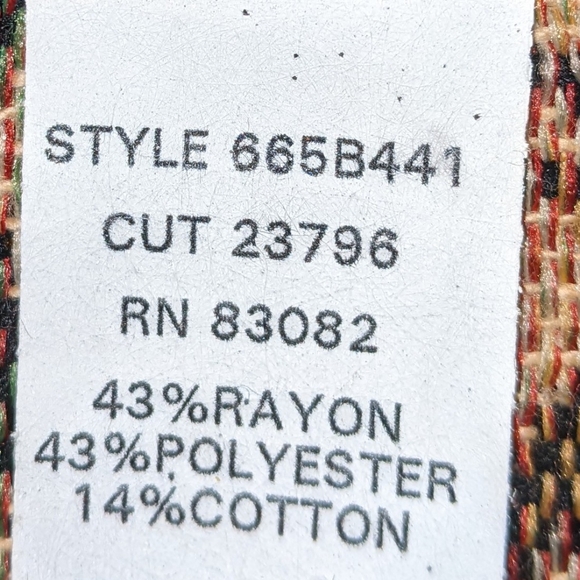 STYLE 665B441
CUT 23796
RN 83082
43%RAYON
43%POLYESTER
14%COTTON